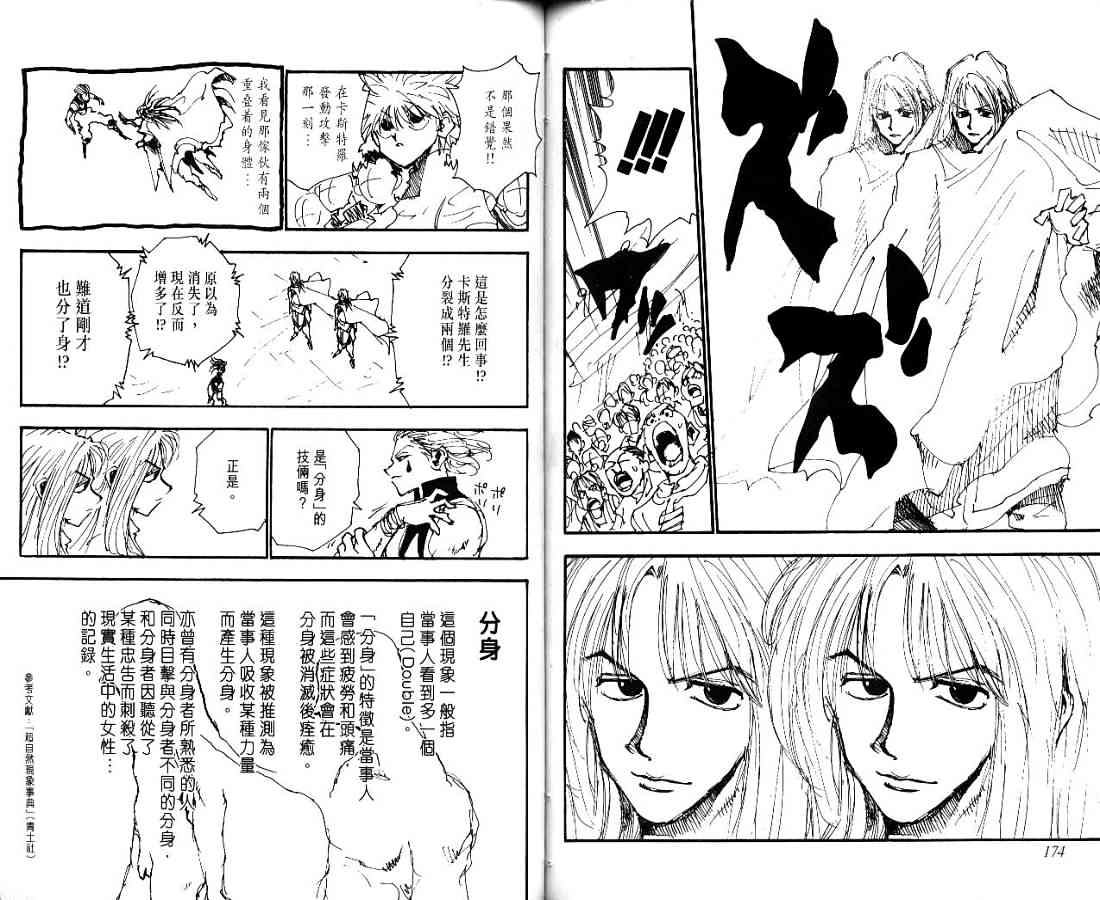 ズ
ズ
!!!
ワッ
174
那個果然
不是錯覺!!
在卡斯特羅
發動攻擊
那一刻…
我看見那傢伙有兩個
重疊着的身體…
這是怎麼回事!?
卡斯特羅先生
分裂成兩個!?
原以為
消失了，
現在反而
增多了!?
難道剛才
也分了身!?
是「分身」的
技倆嗎？
ポリ
ポリ
正是。
分身
這個現象一般指
當事人看到多一個
自己(Double)。
「分身」的特徵是當事人
會感到疲勞和頭痛
而這些症狀會在
分身被消滅後痊癒。
這種現象被推測為
當事人吸收某種力量
而產生分身。
亦曾有分身者所熟悉的人
同時目擊與分身者不同的分身，
和分身者因聽從了
某種忠告而刺殺了
現實生活中的女性…
的記錄。
參考文獻：「超自然現象事典」(青土社)